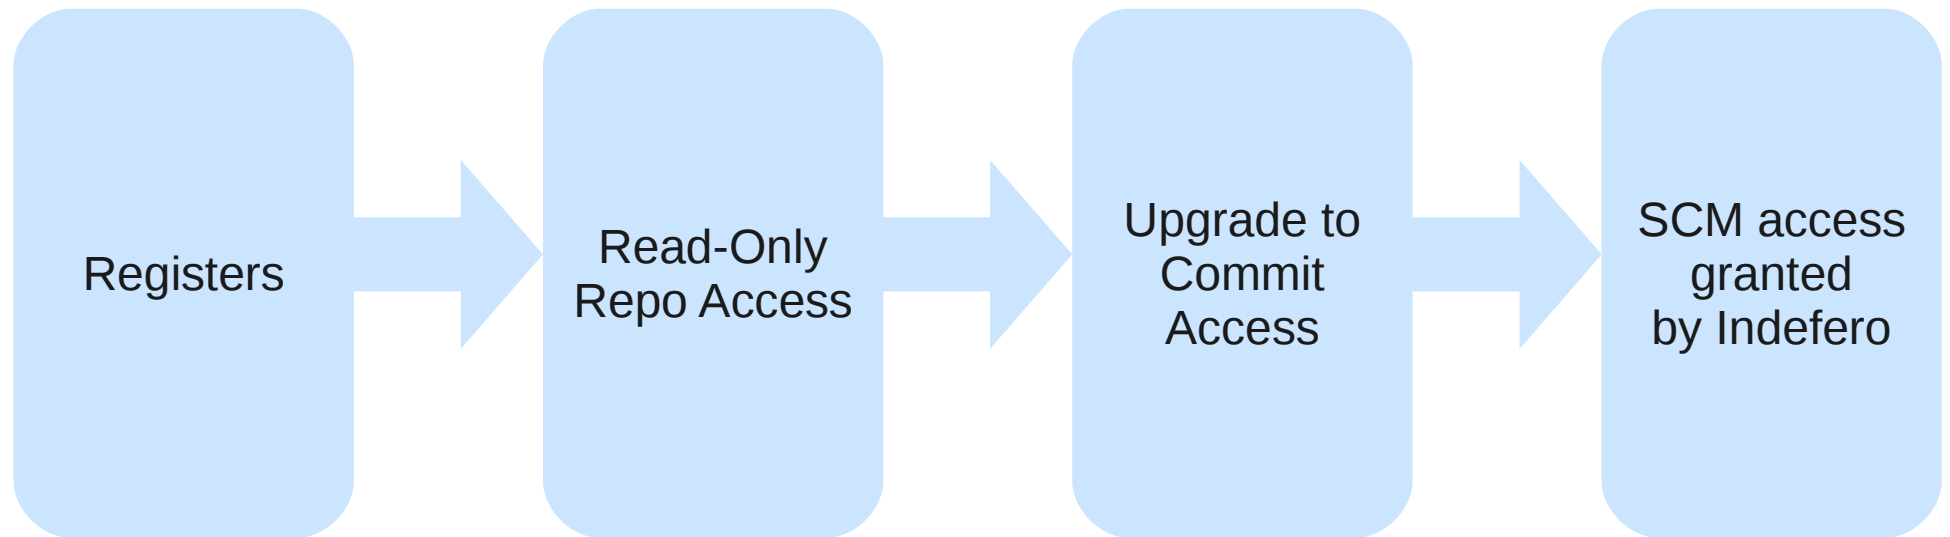 Registers
Read-Only
Repo Access
Upgrade to
Commit
Access
SCM access
granted
by Indefero